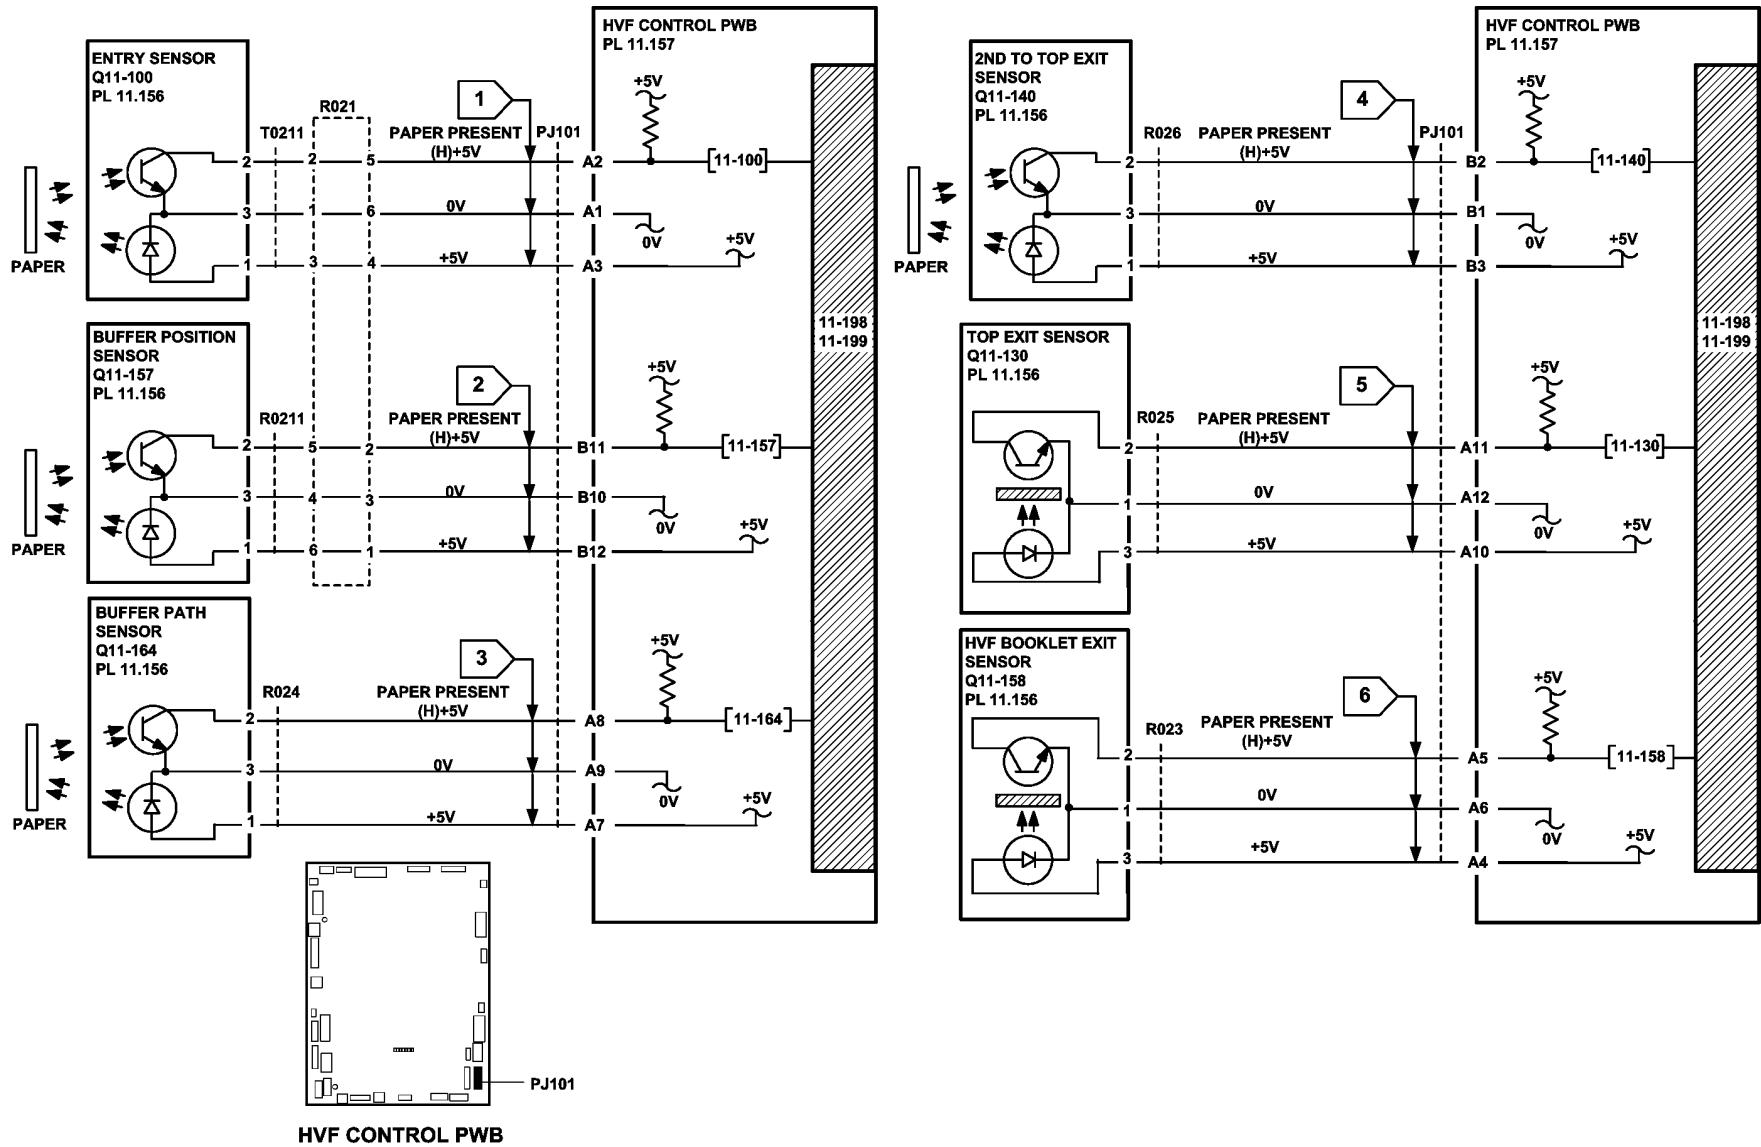 HVF CONTROL PWB
PL 11.157
ENTRY SENSOR
Q11-100
PL 11.156
PAPER
T0211
R021
1
PAPER PRESENT
(H)+5V
PJ101
+5V
2 2 5 A2 [11-100]
3 1 6 0V A1 0V
1 3 4 +5V A3 +5V
11-198
11-199
BUFFER POSITION
SENSOR
Q11-157
PL 11.156
PAPER
R0211
2
PAPER PRESENT
(H)+5V
+5V
2 5 2 B11 [11-157]
3 4 3 0V B10 0V
1 6 1 +5V B12 +5V
BUFFER PATH
SENSOR
Q11-164
PL 11.156
PAPER
R024
3
PAPER PRESENT
(H)+5V
+5V
2 A8 [11-164]
3 0V A9 0V
1 +5V A7 +5V
PJ101
HVF CONTROL PWB
HVF CONTROL PWB
PL 11.157
2ND TO TOP EXIT
SENSOR
Q11-140
PL 11.156
PAPER
R026
4
PAPER PRESENT
(H)+5V
PJ101
+5V
2 B2 [11-140]
3 0V B1 0V
1 +5V B3 +5V
11-198
11-199
TOP EXIT SENSOR
Q11-130
PL 11.156
R025
5
PAPER PRESENT
(H)+5V
+5V
2 A11 [11-130]
1 0V A12 0V
3 +5V A10 +5V
HVF BOOKLET EXIT
SENSOR
Q11-158
PL 11.156
R023
6
PAPER PRESENT
(H)+5V
+5V
2 A5 [11-158]
1 0V A6 0V
3 +5V A4 +5V